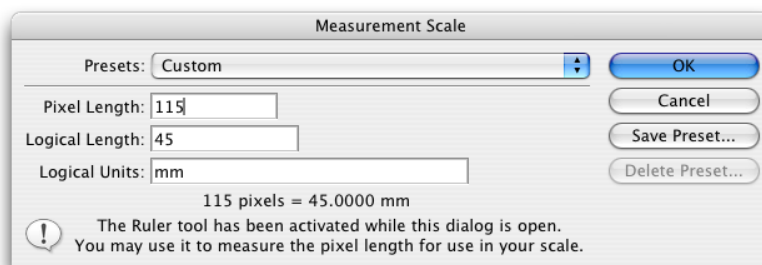 Measurement Scale
Presets: Custom
OK
Pixel Length: 115
Cancel
Logical Length: 45
Save Preset...
Logical Units: mm
Delete Preset...
115 pixels = 45.0000 mm
The Ruler tool has been activated while this dialog is open.
You may use it to measure the pixel length for use in your scale.